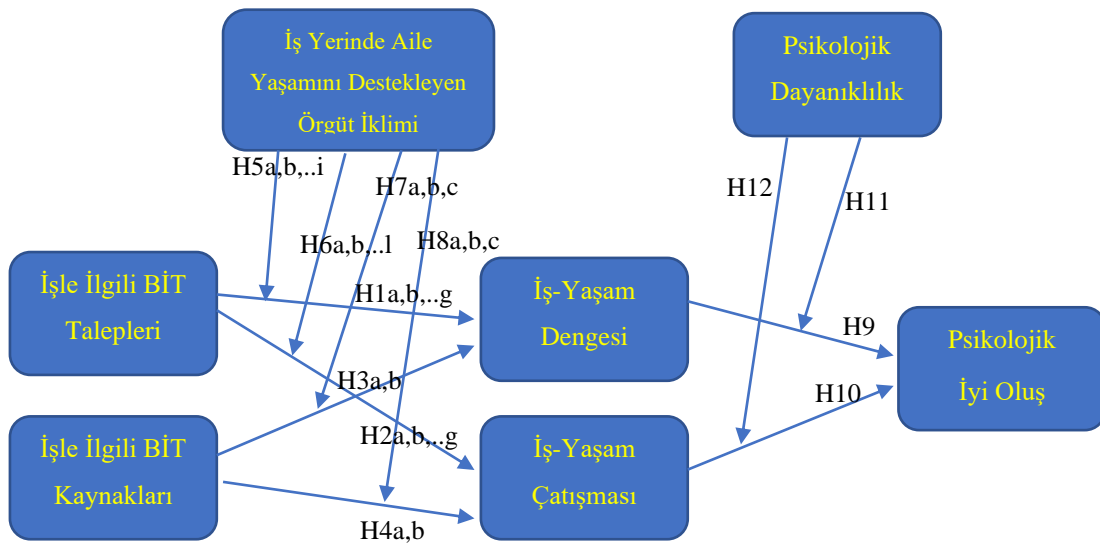 İş Yerinde Aile
Yaşamını Destekleyen
Örgüt İklimi
Psikolojik
Dayanıklılık
H5a,b,..i
H7a,b,c
H12
H11
H6a,b,..l
H8a,b,c
İşle İlgili BİT
Talepleri
H1a,b,..g
İş-Yaşam
Dengesi
H9
Psikolojik
İyi Oluş
H3a,b
H10
H2a,b,..g
İşle İlgili BİT
Kaynakları
İş-Yaşam
Çatışması
H4a,b